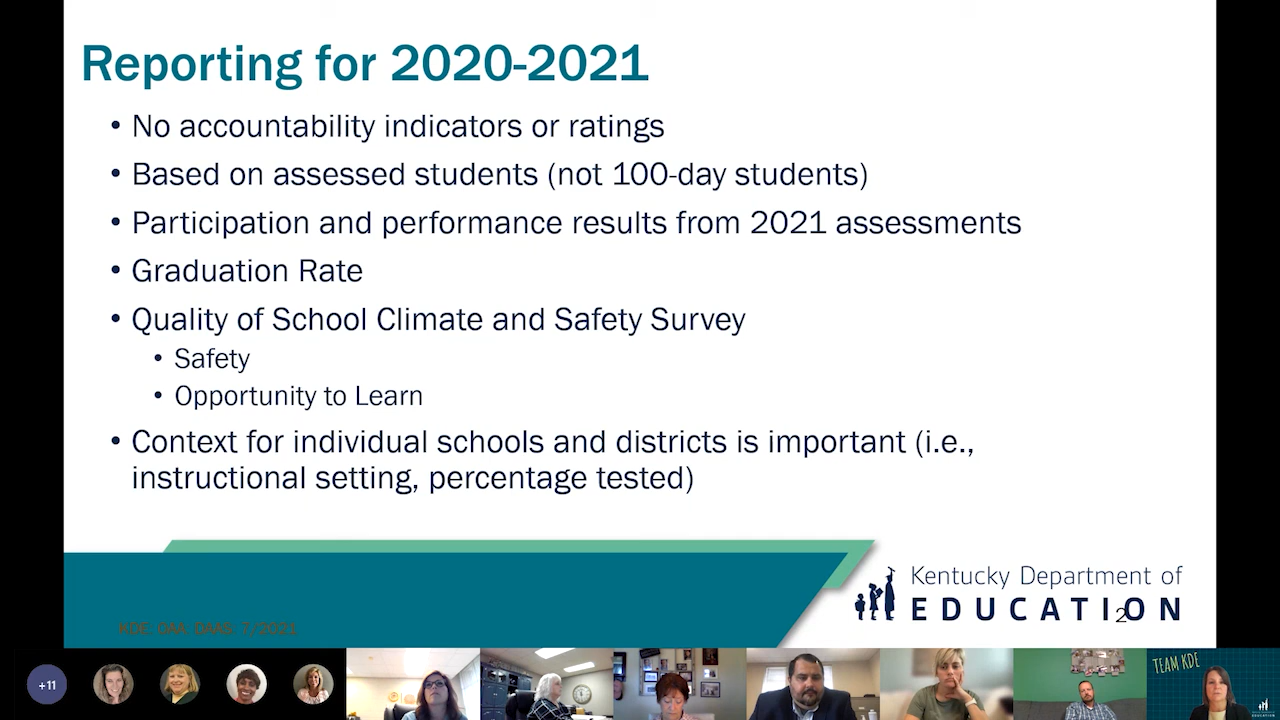 Reporting for 2020-2021
• No accountability indicators or ratings
• Based on assessed students (not 100-day students)
• Participation and performance results from 2021 assessments
• Graduation Rate
• Quality of School Climate and Safety Survey
• Safety
• Opportunity to Learn
• Context for individual schools and districts is important (i.e.,
instructional setting, percentage tested)
Kentucky Department of
EDUCATION
2
KDE: OAA: DAAS: 7/2021
+11
TEAM KDE
EDUCATION